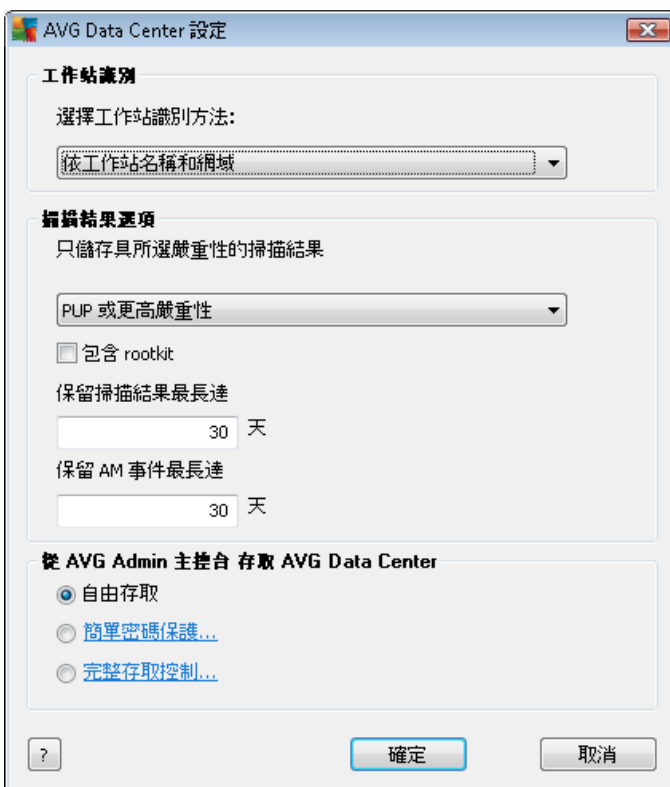 AVG Data Center 設定
工作站識別
選擇工作站識別方法:
依工作站名稱和網域
掃描結果選項
只儲存具所選嚴重性的掃描結果
PUP 或更高嚴重性
包含 rootkit
保留掃描結果最長達
30 天
保留 AM 事件最長達
30 天
從 AVG Admin 主控台 存取 AVG Data Center
自由存取
簡單密碼保護...
完整存取控制...
? 確定 取消